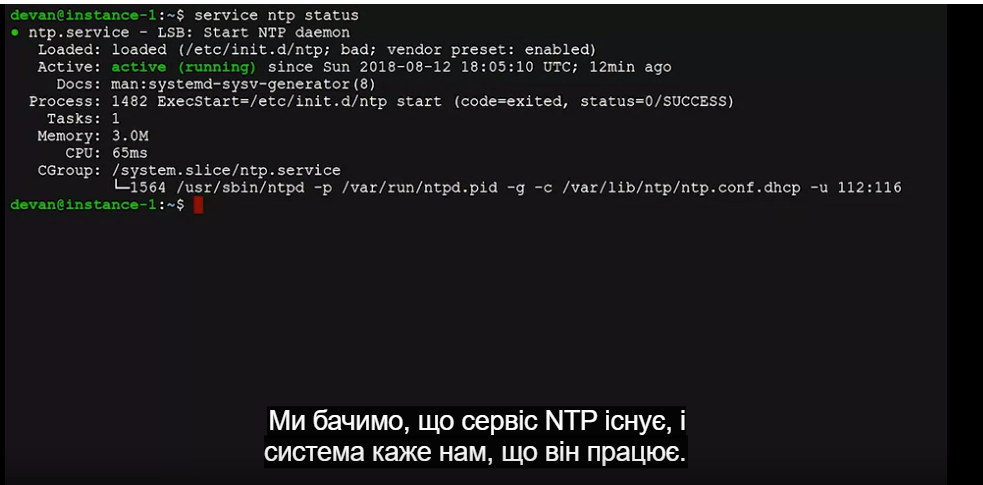 devan@instance-1:~$ service ntp status
● ntp.service - LSB: Start NTP daemon
Loaded: loaded (/etc/init.d/ntp; bad; vendor preset: enabled)
Active: active (running) since Sun 2018-08-12 18:05:10 UTC; 12min ago
Docs: man:systemd-sysv-generator(8)
Process: 1482 ExecStart=/etc/init.d/ntp start (code=exited, status=0/SUCCESS)
Tasks: 1
Memory: 3.0M
CPU: 65ms
CGroup: /system.slice/ntp.service
└─1564 /usr/sbin/ntpd -p /var/run/ntpd.pid -g -c /var/lib/ntp/ntp.conf.dhcp -u 112:116
devan@instance-1:~$
Ми бачимо, що сервіс NTP існує, і
система каже нам, що він працює.